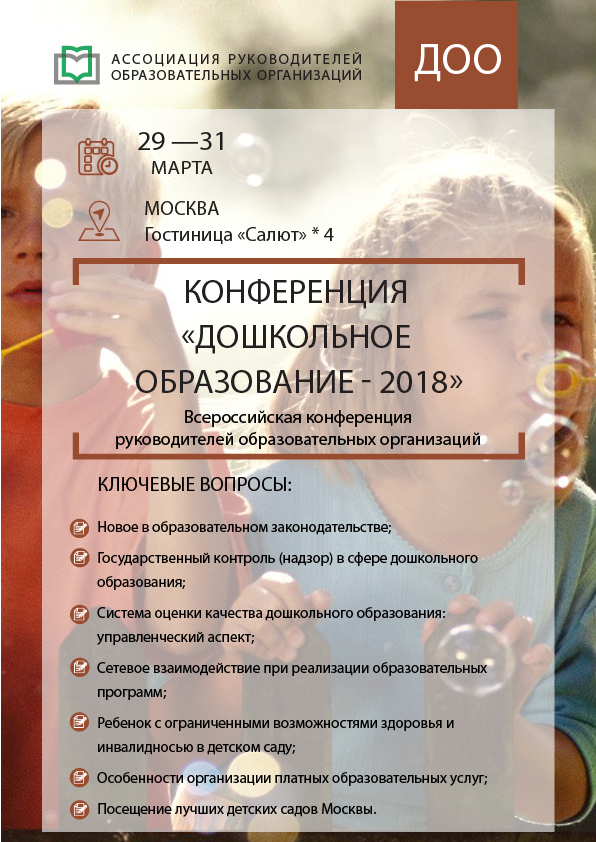 АССОЦИАЦИЯ РУКОВОДИТЕЛЕЙ
ОБРАЗОВАТЕЛЬНЫХ ОРГАНИЗАЦИЙ
ДОО
29 —31
МАРТА
МОСКВА
Гостиница «Салют» * 4
КОНФЕРЕНЦИЯ
«ДОШКОЛЬНОЕ
ОБРАЗОВАНИЕ - 2018»
Всероссийская конференция
руководителей образовательных организаций
КЛЮЧЕВЫЕ ВОПРОСЫ:
Новое в образовательном законодательстве;
Государственный контроль (надзор) в сфере дошкольного
образования;
Система оценки качества дошкольного образования:
управленческий аспект;
Сетевое взаимодействие при реализации образовательных
программ;
Ребенок с ограниченными возможностями здоровья и
инвалидносью в детском саду;
Особенности организации платных образовательных услуг;
Посещение лучших детских садов Москвы.